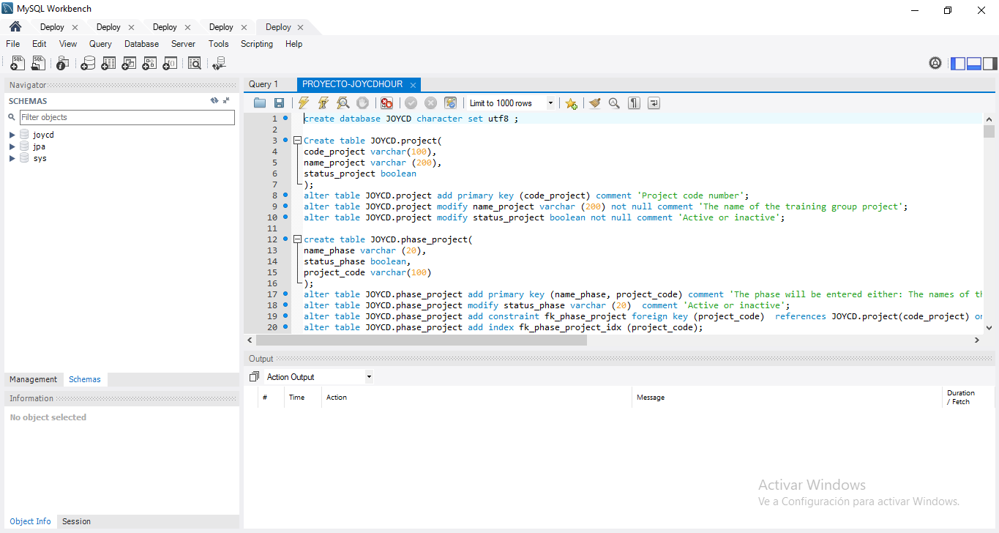 MySQL Workbench
Deploy Deploy Deploy Deploy Deploy
File Edit View Query Database Server Tools Scripting Help
Navigator
SCHEMAS
Filter objects
joycd
jpa
sys
Management Schemas
Information
No object selected
Object Info Session
Query 1 PROYECTO-JOYCDHOUR
Limit to 1000 rows
1 create database JOYCD character set utf8 ;
2
3 Create table JOYCD.project(
4 code_project varchar(100),
5 name_project varchar (200),
6 status_project boolean
7 );
8 alter table JOYCD.project add primary key (code_project) comment 'Project code number';
9 alter table JOYCD.project modify name_project varchar (200) not null comment 'The name of the training group project';
10 alter table JOYCD.project modify status_project boolean not null comment 'Active or inactive';
11
12 create table JOYCD.phase_project(
13 name_phase varchar (20),
14 status_phase boolean,
15 project_code varchar(100)
16 );
17 alter table JOYCD.phase_project add primary key (name_phase, project_code) comment 'The phase will be entered either: The names of
18 alter table JOYCD.phase_project modify status_phase varchar (20) comment 'Active or inactive';
19 alter table JOYCD.phase_project add constraint fk_phase_project foreign key (project_code) references JOYCD.project(code_project)
20 alter table JOYCD.phase_project add index fk_phase_project_idx (project_code);
Output
Action Output
# Time Action Message Duration / Fetch
Activar Windows
Ve a Configuración para activar Windows.